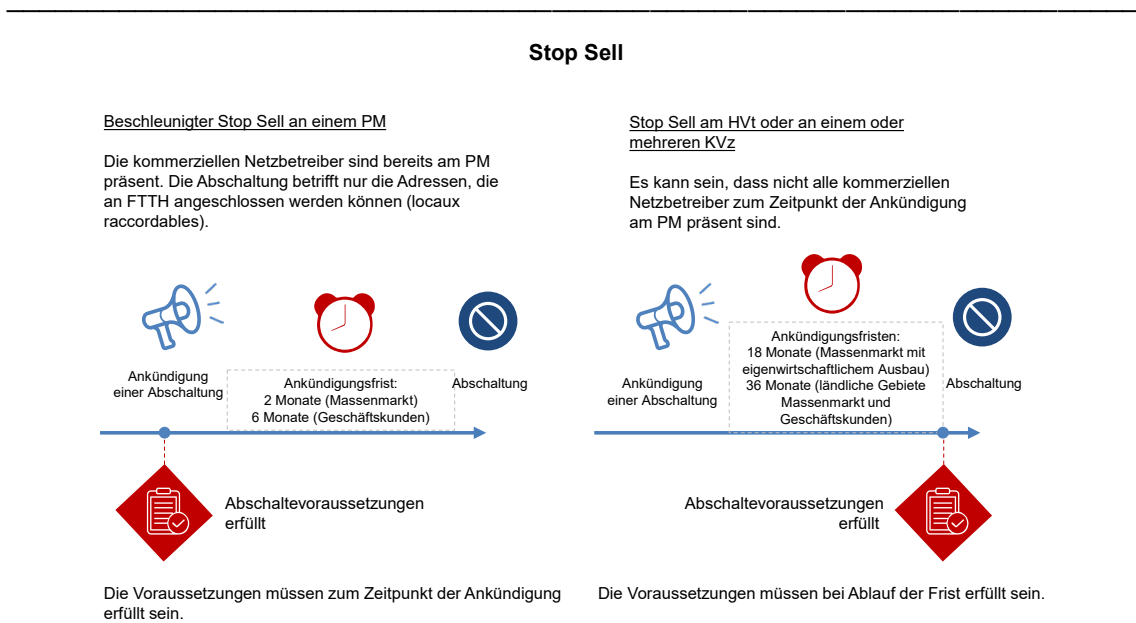 Stop Sell
Beschleunigter Stop Sell an einem PM
Die kommerziellen Netzbetreiber sind bereits am PM
präsent. Die Abschaltung betrifft nur die Adressen, die
an FTTH angeschlossen werden können (locaux
raccordables).
Ankündigung
einer Abschaltung
Ankündigungsfrist:
2 Monate (Massenmarkt)
6 Monate (Geschäftskunden)
Abschaltung
Abschaltevoraussetzungen
erfüllt
Die Voraussetzungen müssen zum Zeitpunkt der Ankündigung
erfüllt sein.
Stop Sell am HVt oder an einem oder
mehreren KVz
Es kann sein, dass nicht alle kommerziellen
Netzbetreiber zum Zeitpunkt der Ankündigung
am PM präsent sind.
Ankündigung
einer Abschaltung
Ankündigungsfristen:
18 Monate (Massenmarkt mit
eigenwirtschaftlichem Ausbau)
36 Monate (ländliche Gebiete
Massenmarkt und
Geschäftskunden)
Abschaltung
Abschaltevoraussetzungen
erfüllt
Die Voraussetzungen müssen bei Ablauf der Frist erfüllt sein.